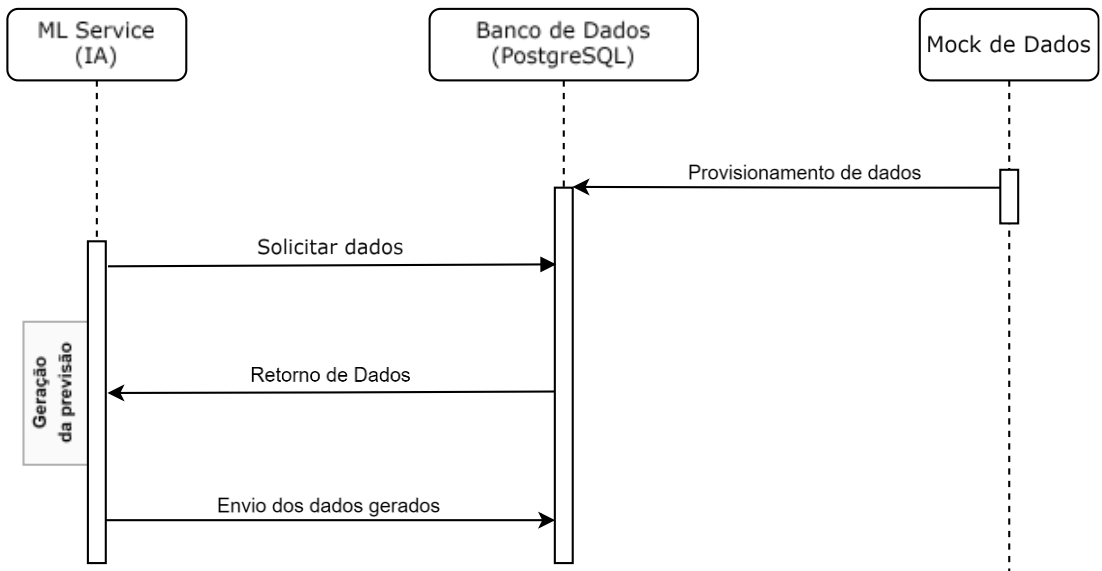 ML Service
(IA)
Banco de Dados
(PostgreSQL)
Mock de Dados
Provisionamento de dados
Solicitar dados
Geração
da previsão
Retorno de Dados
Envio dos dados gerados